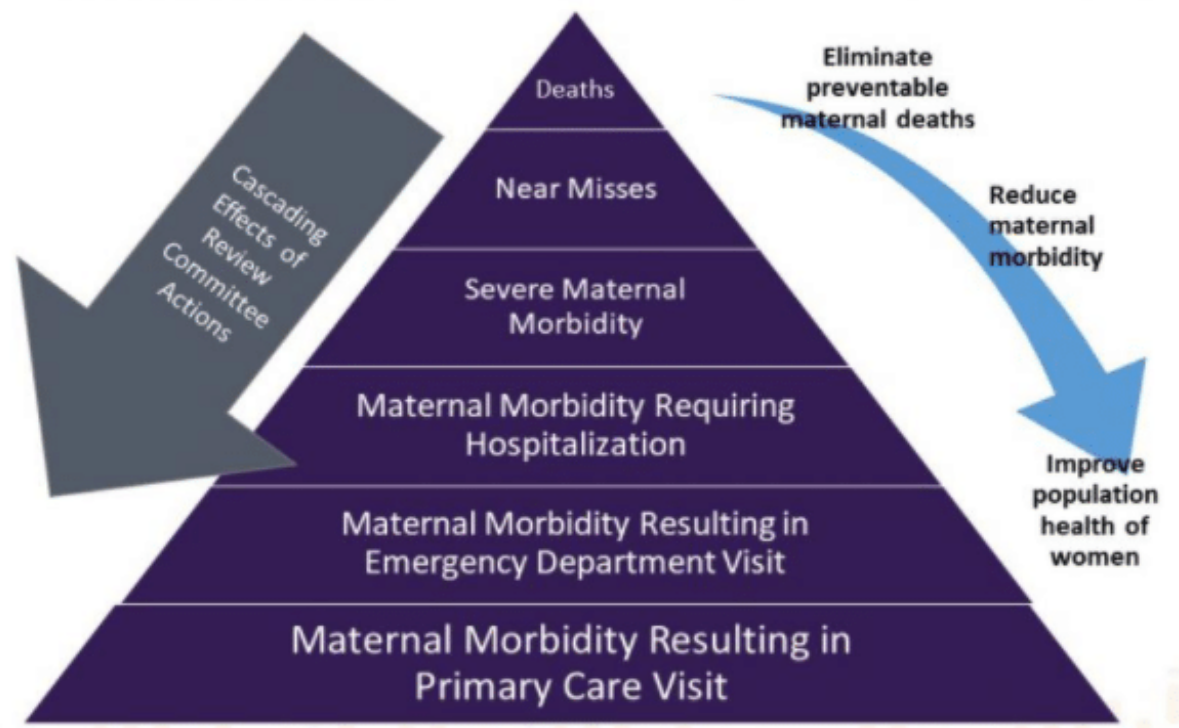 Deaths
Near Misses
Severe Maternal
Morbidity
Maternal Morbidity Requiring
Hospitalization
Maternal Morbidity Resulting in
Emergency Department Visit
Maternal Morbidity Resulting in
Primary Care Visit
Cascading
Effects of
Review
Committee
Actions
Eliminate
preventable
maternal deaths
Reduce
maternal
morbidity
Improve
population
health of
women